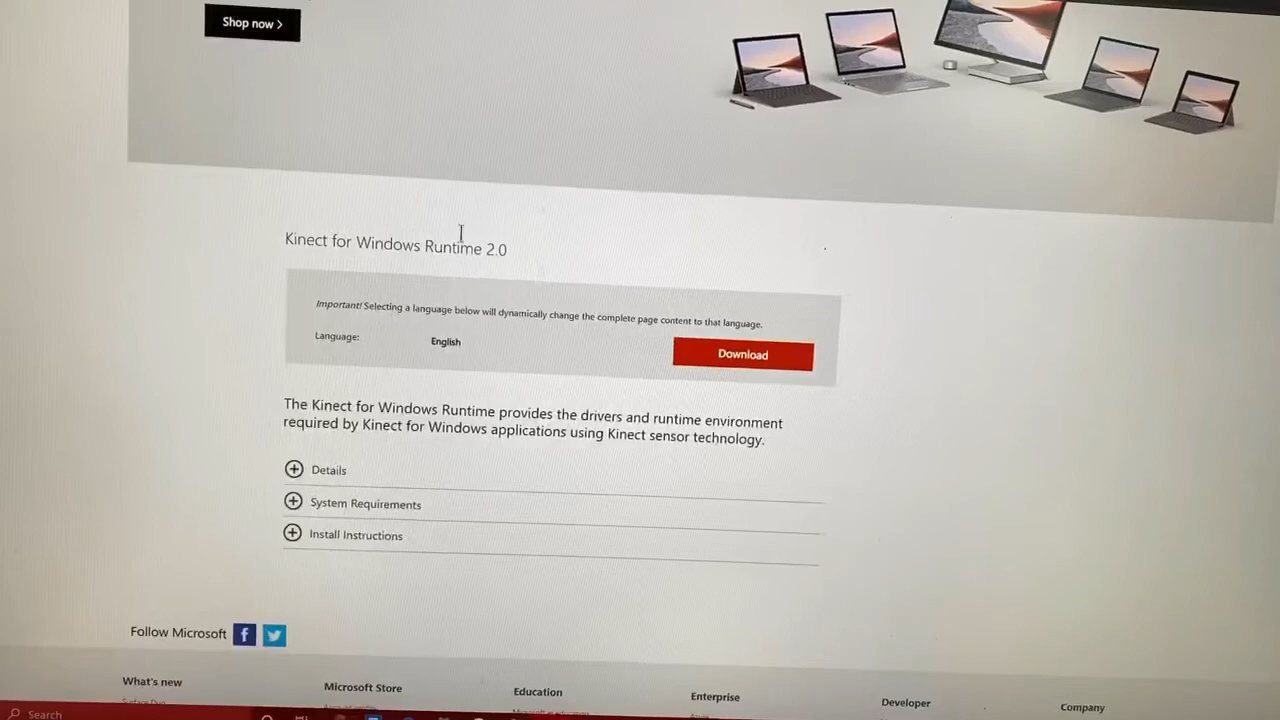 Shop now >
Kinect for Windows Runtime 2.0
Important! Selecting a language below will dynamically change the complete page content to that language.
Language:
English
Download
The Kinect for Windows Runtime provides the drivers and runtime environment
required by Kinect for Windows applications using Kinect sensor technology.
Details
System Requirements
Install Instructions
Follow Microsoft
What's new
Microsoft Store
Education
Enterprise
Developer
Company
Search